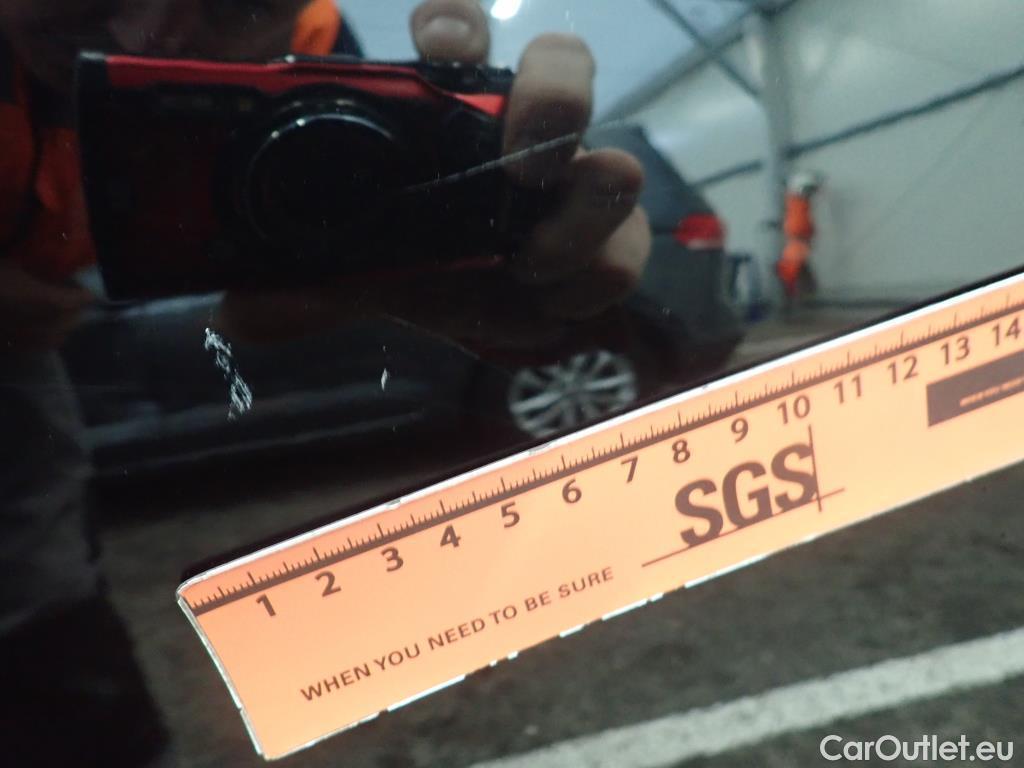 1 2 3 4 5 6 7 8 9 10 11 12 13 14
SGS
WHEN YOU NEED TO BE SURE
CarOutlet.eu